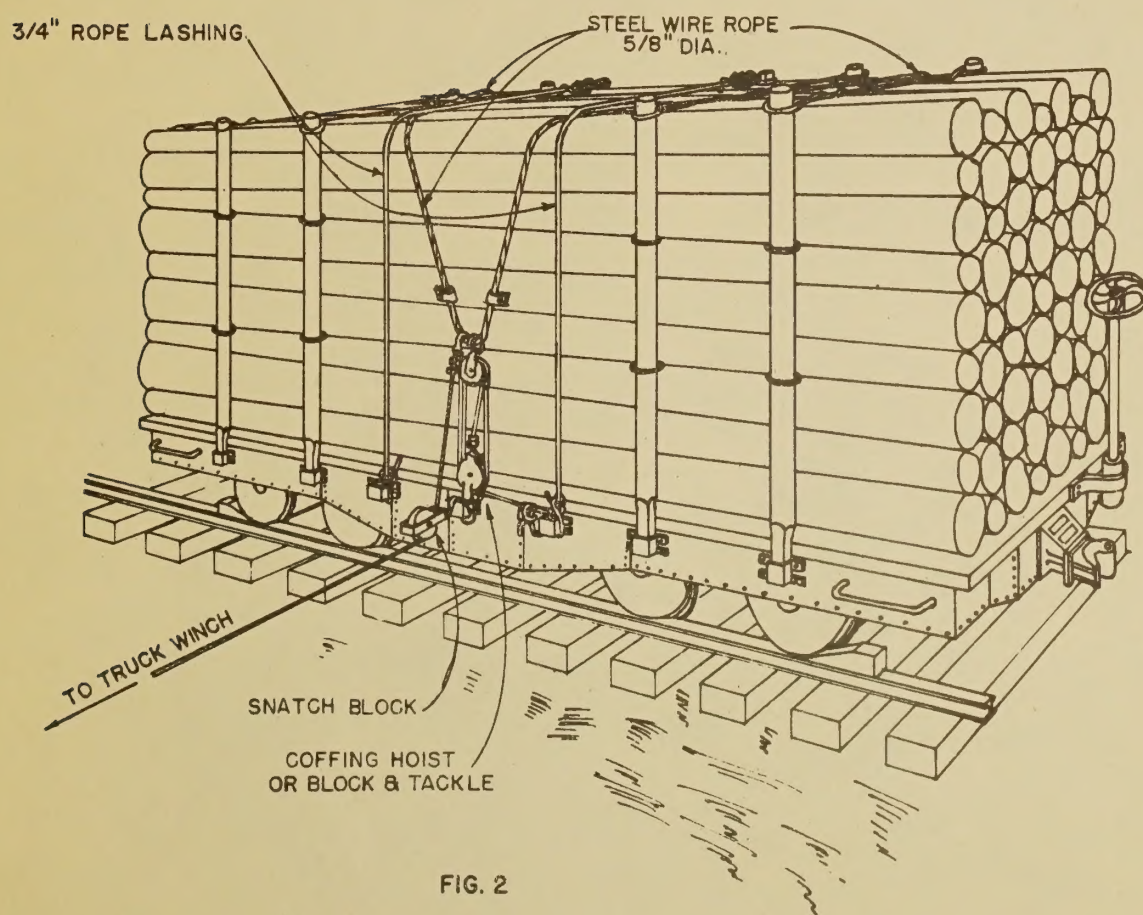 3/4" ROPE LASHING
STEEL WIRE ROPE
5/8" DIA..
TO TRUCK WINCH
SNATCH BLOCK
COFFING HOIST
OR BLOCK & TACKLE
FIG. 2